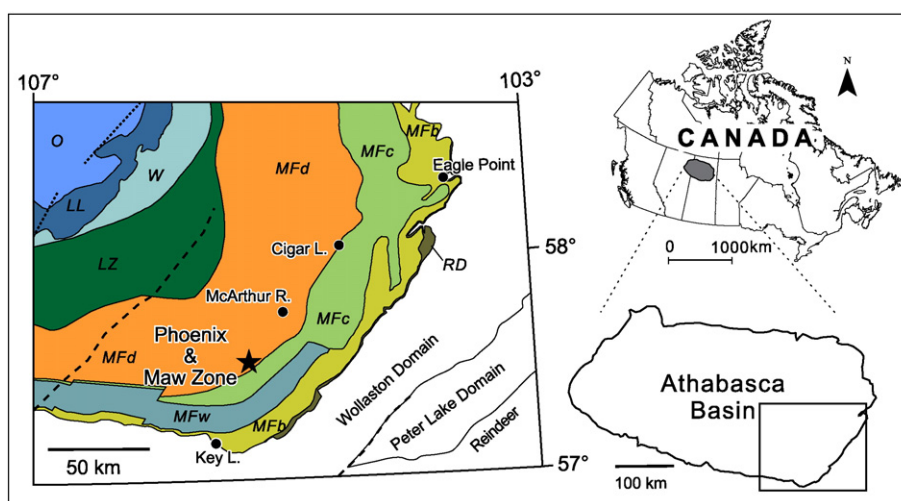 107°
103°
O
LL
W
LZ
MFd
MFc
MFb
Eagle Point
Cigar L.
58°
RD
McArthur R.
MFc
Phoenix
&
Maw Zone
MFd
MFw
MFb
Key L.
50 km
Wollaston Domain
Peter Lake Domain
Reindeer
57°
N
CANADA
0 1000km
Athabasca
Basin
100 km